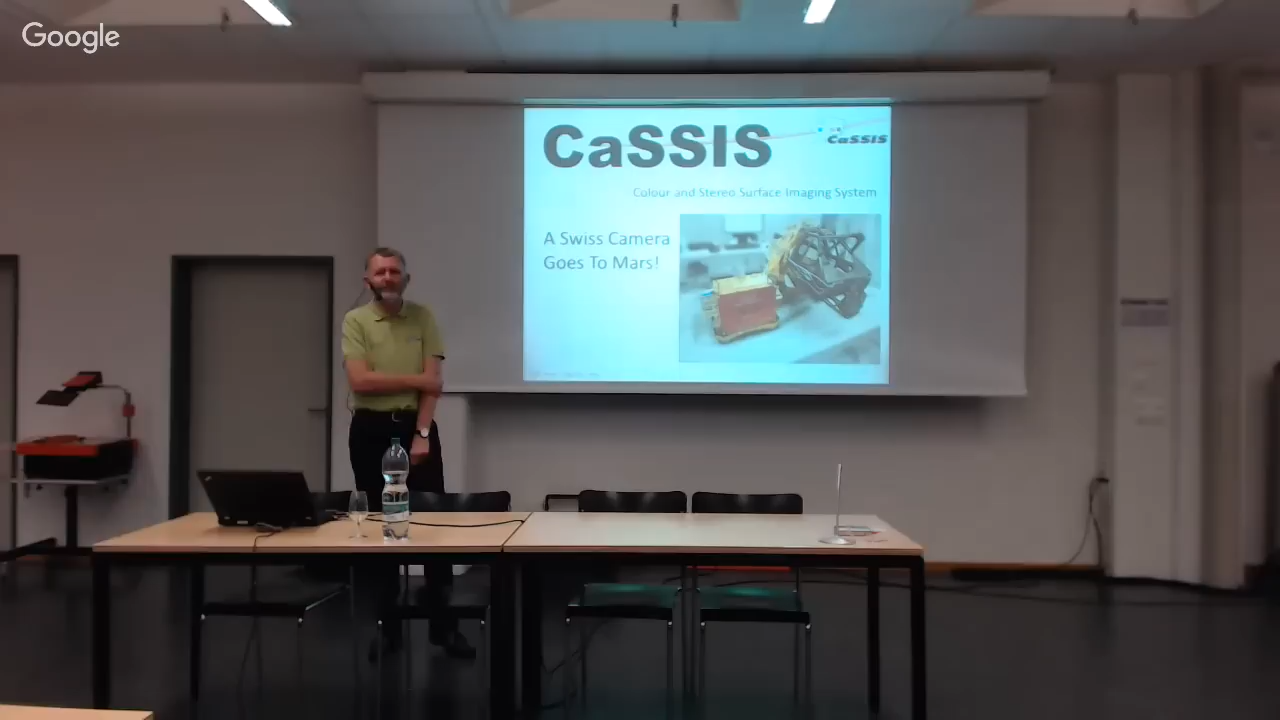 Google
CaSSIS
CaSSIS
Colour and Stereo Surface Imaging System
A Swiss Camera
Goes To Mars!